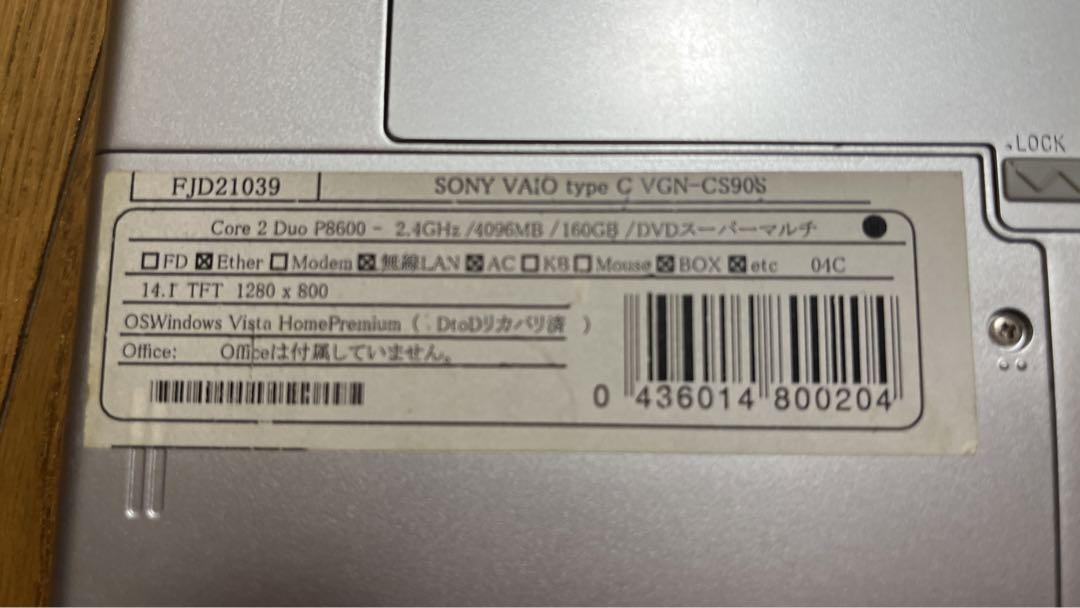 LOCK
FJD21039 SONY VAIO type C VGN-CS90S
Core 2 Duo P8600 - 2.4GHz /4096MB /160GB /DVDスーパーマルチ
☐FD ☒Ether ☐Modem ☒無線LAN ☒AC ☐KB ☐Mouse ☒BOX ☒etc 04C
14.1" TFT 1280 x 800
OSWindows Vista HomePremium ( DtoDリカバリ済 )
Office: Officeは付属していません。
0 436014 800204